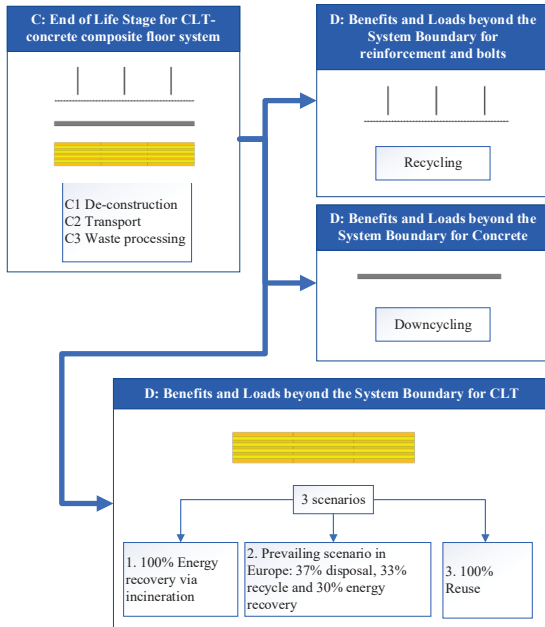 C: End of Life Stage for CLT-
concrete composite floor system
C1 De-construction
C2 Transport
C3 Waste processing
D: Benefits and Loads beyond the
System Boundary for
reinforcement and bolts
Recycling
D: Benefits and Loads beyond the
System Boundary for Concrete
Downcycling
D: Benefits and Loads beyond the System Boundary for CLT
3 scenarios
1. 100% Energy
recovery via
incineration
2. Prevailing scenario in
Europe: 37% disposal, 33%
recycle and 30% energy
recovery
3. 100%
Reuse